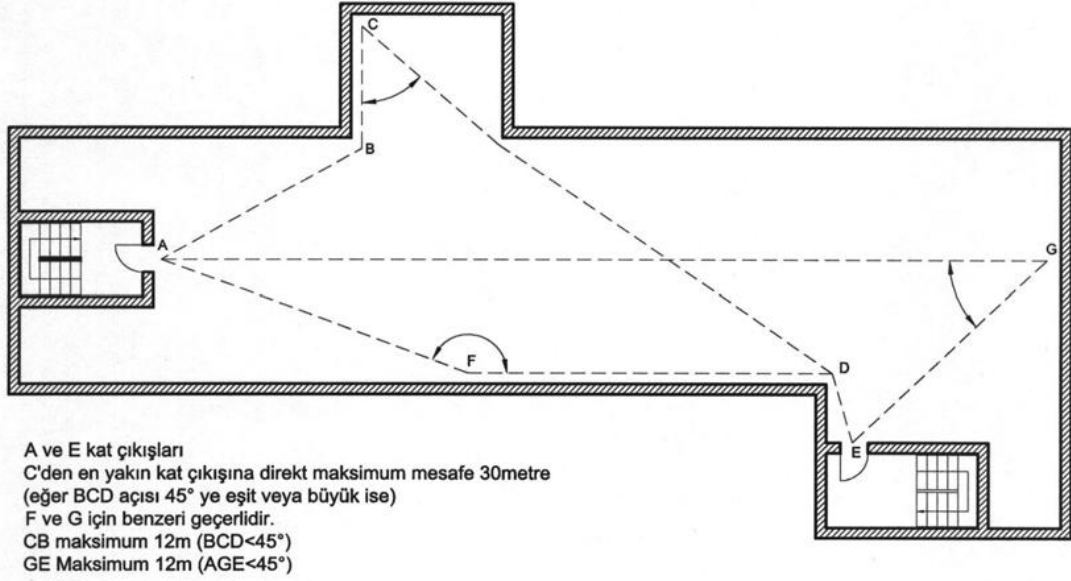 C
B
A
G
F
D
E
A ve E kat çıkışları
C'den en yakın kat çıkışına direkt maksimum mesafe 30metre
(eğer BCD açısı 45° ye eşit veya büyük ise)
F ve G için benzeri geçerlidir.
CB maksimum 12m (BCD<45°)
GE Maksimum 12m (AGE<45°)